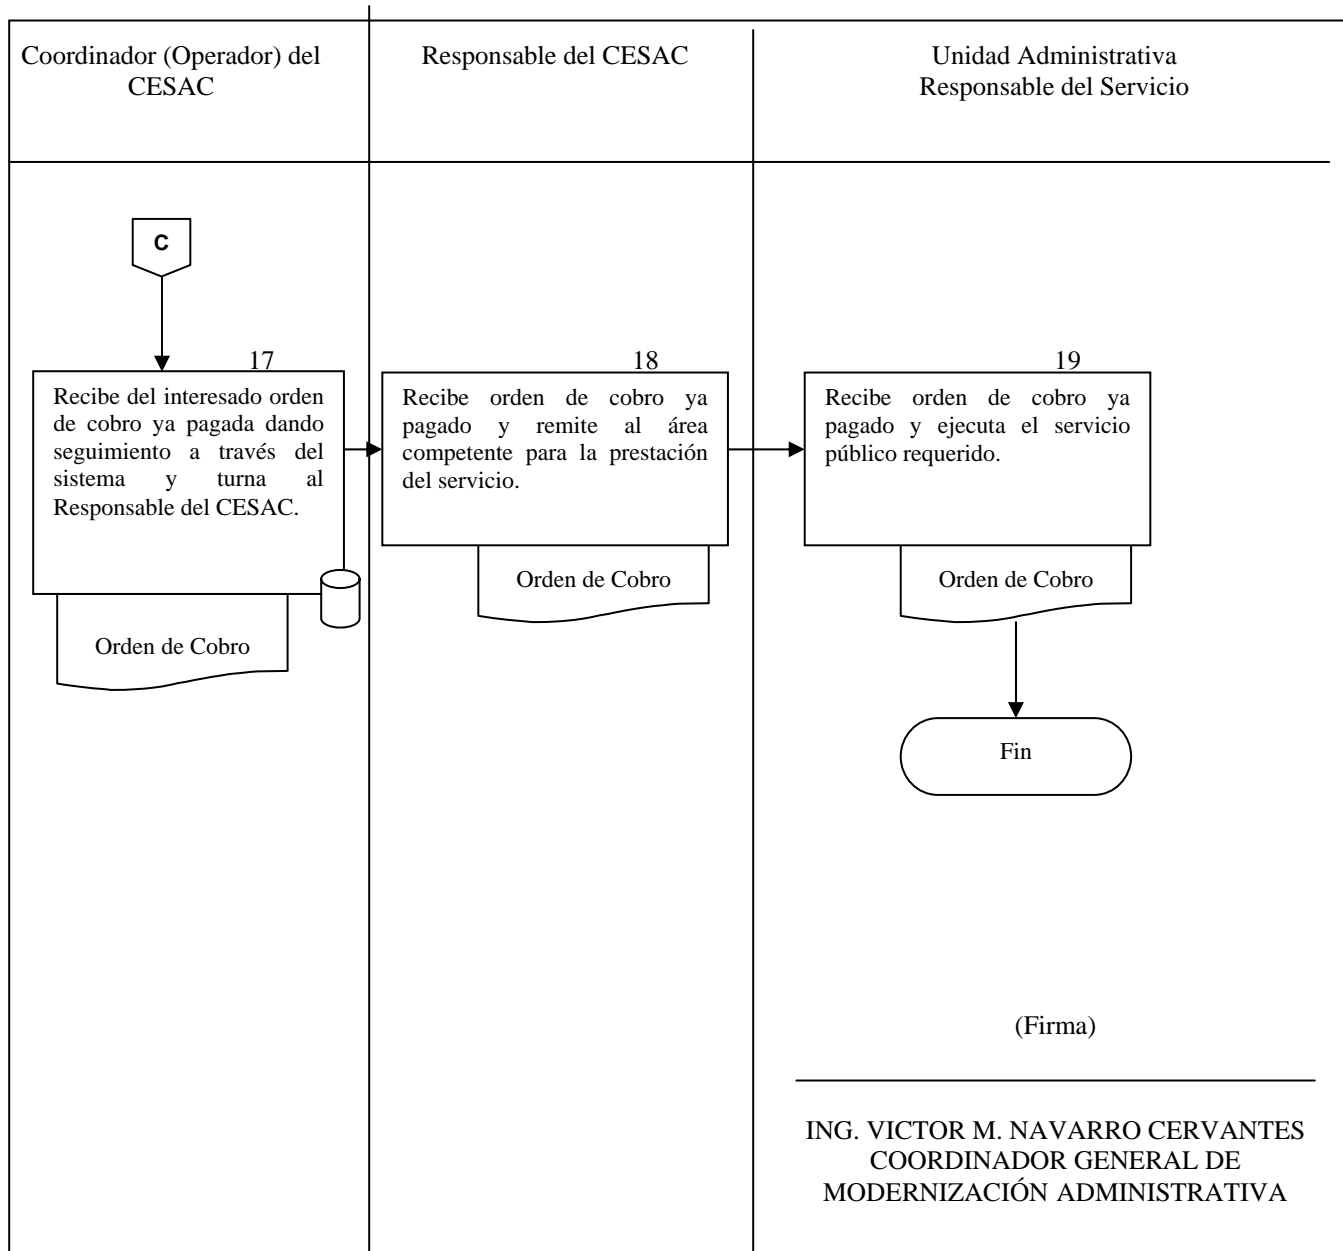 Coordinador (Operador) del
CESAC
Responsable del CESAC
Unidad Administrativa
Responsable del Servicio
C
17
Recibe del interesado orden
de cobro ya pagada dando
seguimiento a través del
sistema y turna al
Responsable del CESAC.
Orden de Cobro
18
Recibe orden de cobro ya
pagado y remite al área
competente para la prestación
del servicio.
Orden de Cobro
19
Recibe orden de cobro ya
pagado y ejecuta el servicio
público requerido.
Orden de Cobro
Fin
(Firma)
ING. VICTOR M. NAVARRO CERVANTES
COORDINADOR GENERAL DE
MODERNIZACIÓN ADMINISTRATIVA